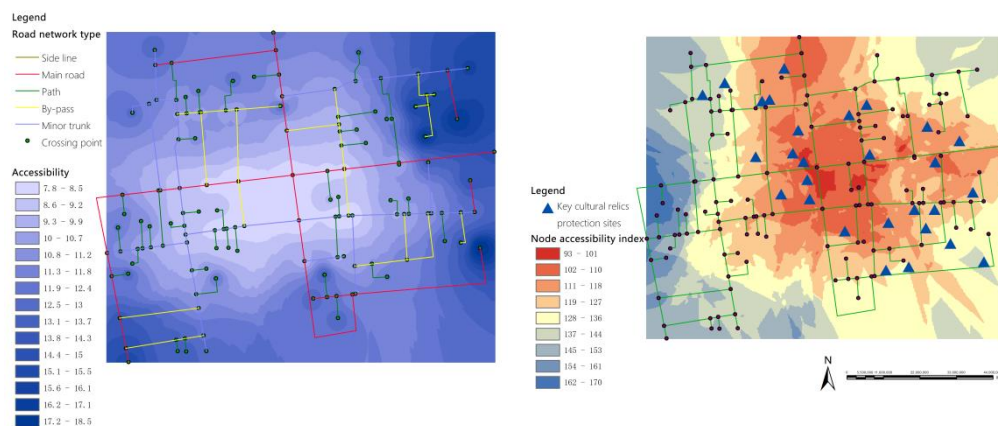 Legend
Road network type
Side line
Main road
Path
By-pass
Minor trunk
Crossing point
Accessibility
7.8 - 8.5
8.6 - 9.2
9.3 - 9.9
10 - 10.7
10.8 - 11.2
11.3 - 11.8
11.9 - 12.4
12.5 - 13
13.1 - 13.7
13.8 - 14.3
14.4 - 15
15.1 - 15.5
15.6 - 16.1
16.2 - 17.1
17.2 - 18.5
Legend
Key cultural relics
protection sites
Node accessibility index
93 - 101
102 - 110
111 - 118
119 - 127
128 - 136
137 - 144
145 - 153
154 - 161
162 - 170
N